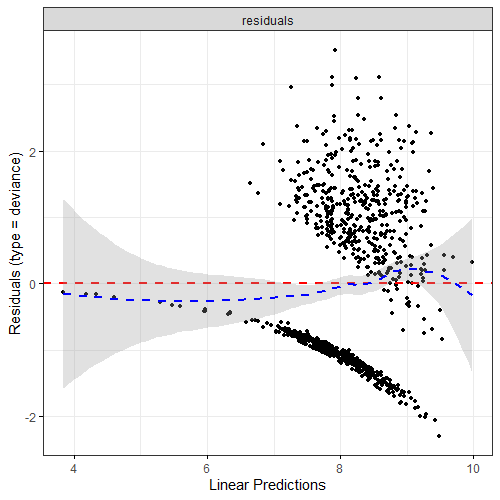 residuals
Residuals (type = deviance)
2
0
-2
4
6
8
10
Linear Predictions